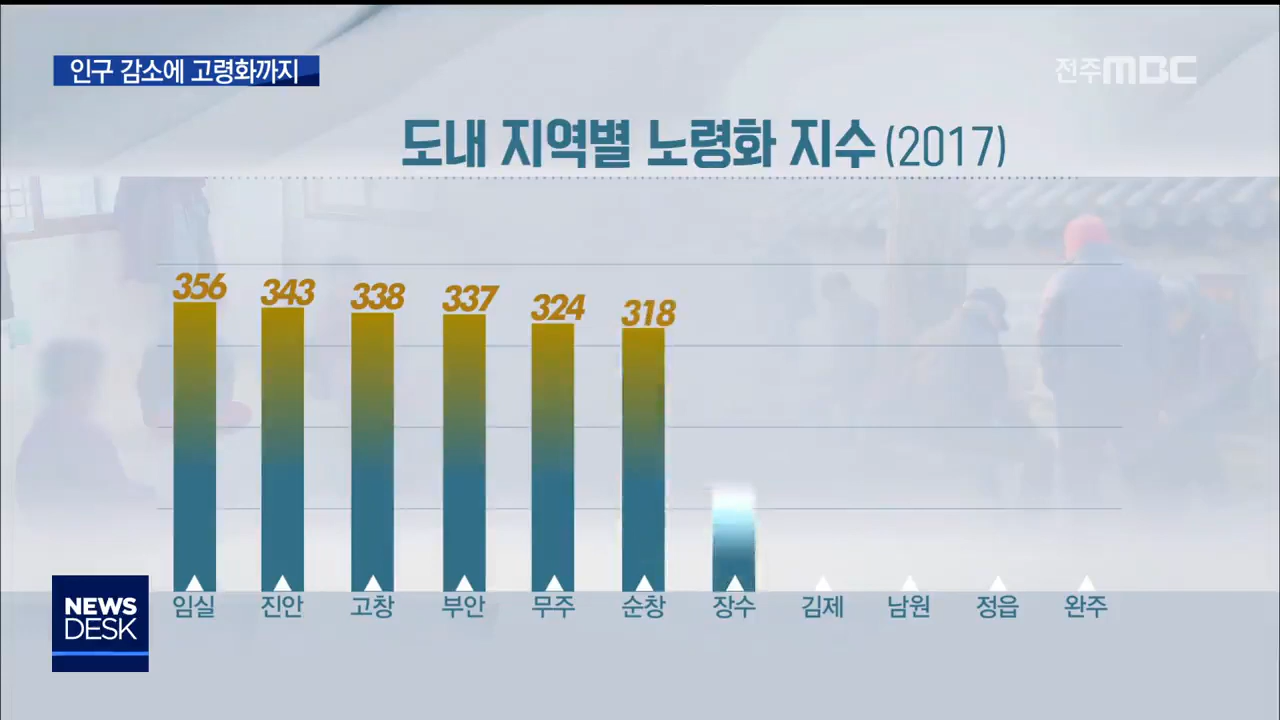 인구 감소에 고령화까지
전주MBC
도내 지역별 노령화 지수 (2017)
356 343 338 337 324 318
임실 진안 고창 부안 무주 순창 장수 김제 남원 정읍 완주
NEWS
DESK